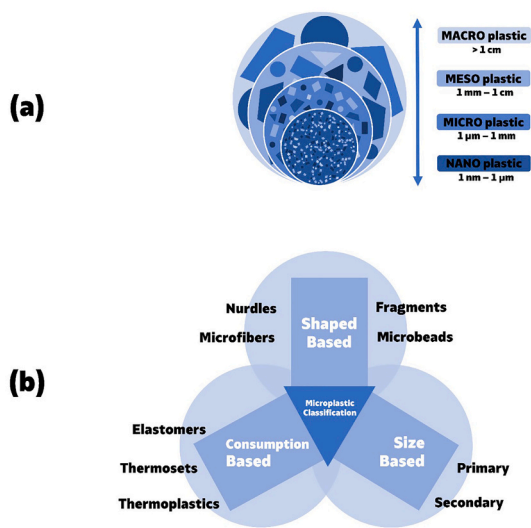 (a)
MACRO plastic
> 1 cm
MESO plastic
1 mm – 1 cm
MICRO plastic
1 µm – 1 mm
NANO plastic
1 nm – 1 µm
(b)
Nurdles
Microfibers
Shaped
Based
Fragments
Microbeads
Microplastic
Classification
Elastomers
Thermosets
Thermoplastics
Consumption
Based
Size
Based
Primary
Secondary